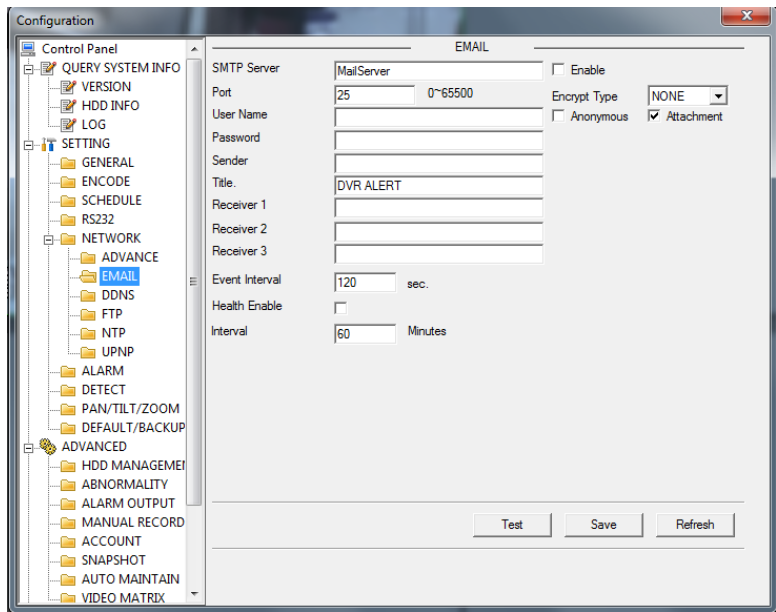 Configuration
Control Panel
QUERY SYSTEM INFO
VERSION
HDD INFO
LOG
SETTING
GENERAL
ENCODE
SCHEDULE
RS232
NETWORK
ADVANCE
EMAIL
DDNS
FTP
NTP
UPNP
ALARM
DETECT
PAN/TILT/ZOOM
DEFAULT/BACKUP
ADVANCED
HDD MANAGEMEN
ABNORMALITY
ALARM OUTPUT
MANUAL RECORD
ACCOUNT
SNAPSHOT
AUTO MAINTAIN
VIDEO MATRIX
EMAIL
SMTP Server MailServer Enable
Port 25 0~65500 Encrypt Type NONE
User Name Anonymous Attachment
Password
Sender
Title. DVR ALERT
Receiver 1
Receiver 2
Receiver 3
Event Interval 120 sec.
Health Enable
Interval 60 Minutes
Test Save Refresh